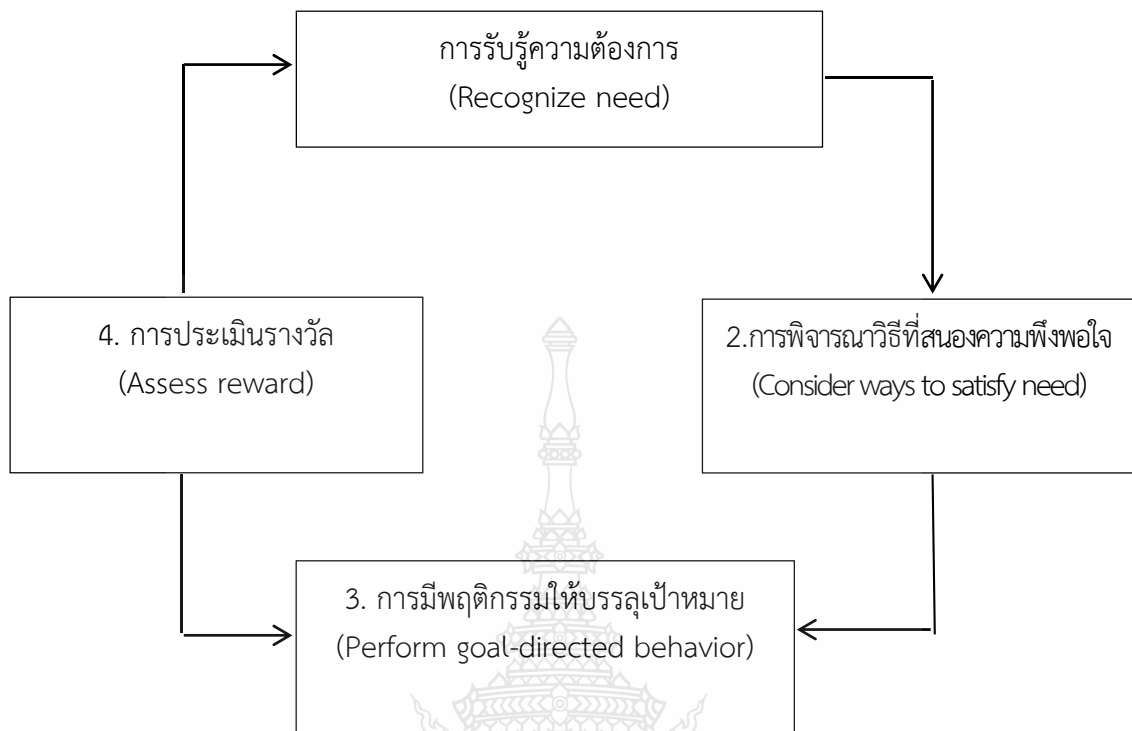 การรับรู้ความต้องการ
(Recognize need)
4. การประเมินรางวัล
(Assess reward)
2.การพิจารณาวิธีที่สนองความพึงพอใจ
(Consider ways to satisfy need)
3. การมีพฤติกรรมให้บรรลุเป้าหมาย
(Perform goal-directed behavior)